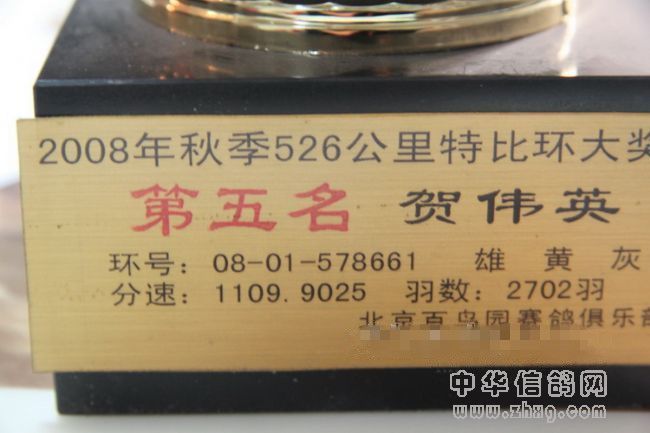 2008年秋季526公里特比环大奖
第五名 贺伟英
环号：08-01-578661 雄 黄 灰
分速：1109.9025 羽数：2702羽
北京百鸟园赛鸽俱乐部
中华信鸽网
www.zhxg.com